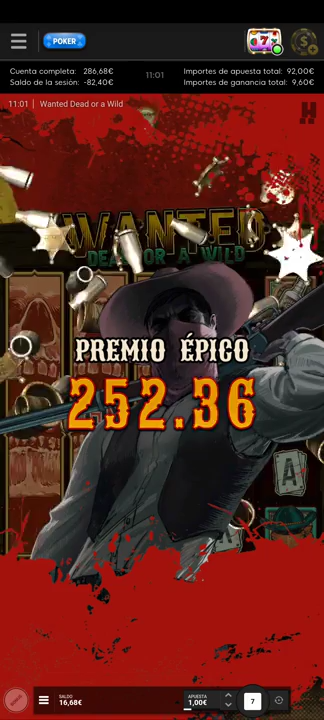 POKER
7
$
Cuenta completa: 286,68€
Saldo de la sesión: -82,40€
11:01
Importes de apuesta total: 92,00€
Importes de ganancia total: 9,60€
11:01 | Wanted Dead or a Wild
WANTED
DEAD OR A WILD
PREMIO ÉPICO
252.36
A
SALDO
16,68€
APUESTA
1,00€
7